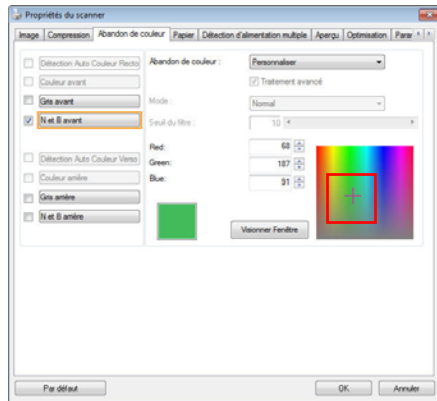 Propriétés du scanner
Image Compression Abandon de couleur Papier Détection d'alimentation multiple Aperçu Optimisation Parar
Détection Auto Couleur Recto
Couleur avant
Gris avant
N et B avant
Détection Auto Couleur Verso
Couleur arrière
Gris arrière
N et B arrière
Abandon de couleur : Personnaliser
Traitement avancé
Mode : Normal
Seuil du filtre : 10
Red: 68
Green: 187
Blue: 91
Visionner Fenêtre
Par défaut OK Annuler